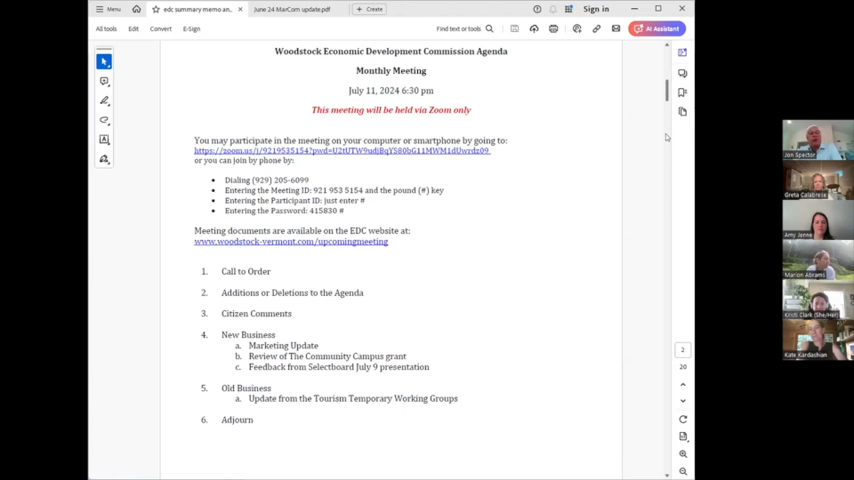 Menu
edc summary memo an...
June 24 MarCom update.pdf
Create
Sign in
All tools
Edit
Convert
E-Sign
Find text or tools
AI Assistant
Woodstock Economic Development Commission Agenda
Monthly Meeting
July 11, 2024 6:30 pm
This meeting will be held via Zoom only
You may participate in the meeting on your computer or smartphone by going to:
or you can join by phone by:
• Dialing (929) 205-6099
• Entering the Meeting ID: 921 953 5154 and the pound (#) key
• Entering the Participant ID: just enter #
• Entering the Password: 415830 #
Meeting documents are available on the EDC website at:
www.woodstock-vermont.com/upcomingmeeting
1. Call to Order
2. Additions or Deletions to the Agenda
3. Citizen Comments
4. New Business
a. Marketing Update
b. Review of The Community Campus grant
c. Feedback from Selectboard July 9 presentation
5. Old Business
a. Update from the Tourism Temporary Working Groups
6. Adjourn
2
20
Jon Spector
Greta Calabrese
Amy Jenne
Marion Abrams
Kristi Clark (She/Her)
Kate Kardashian